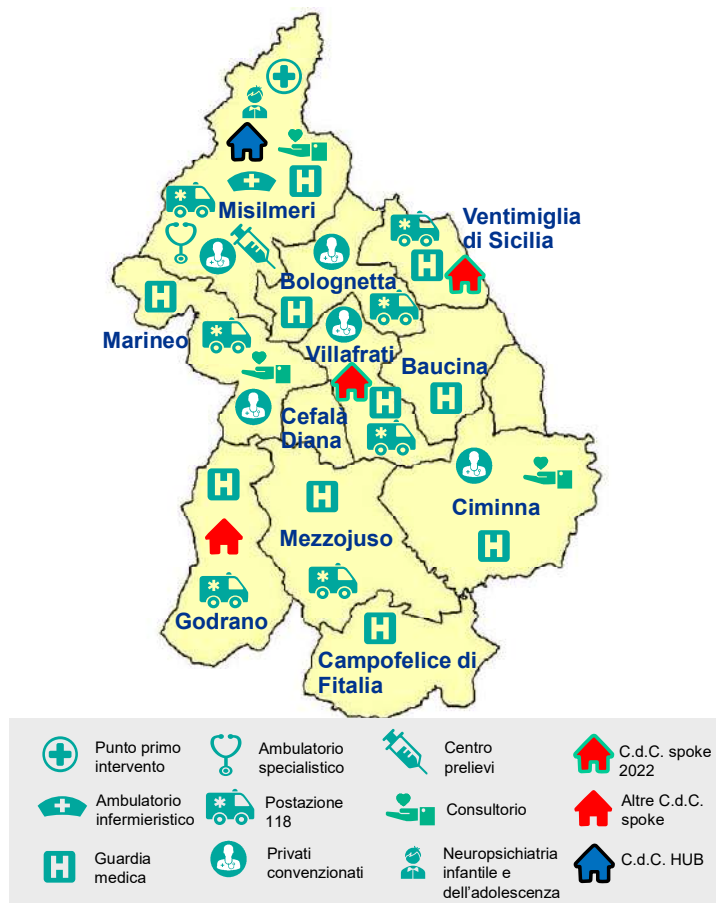 Misilmeri
Ventimiglia
di Sicilia
Bolognetta
Marineo
Villafrati
Baucina
Cefalà
Diana
Ciminna
Mezzojuso
Godrano
Campofelice di
Fitalia
Punto primo
intervento
Ambulatorio
specialistico
Centro
prelievi
C.d.C. spoke
2022
Ambulatorio
infermieristico
Postazione
118
Consultorio
Altre C.d.C.
spoke
Guardia
medica
Privati
convenzionati
Neuropsichiatria
infantile e
dell'adolescenza
C.d.C. HUB